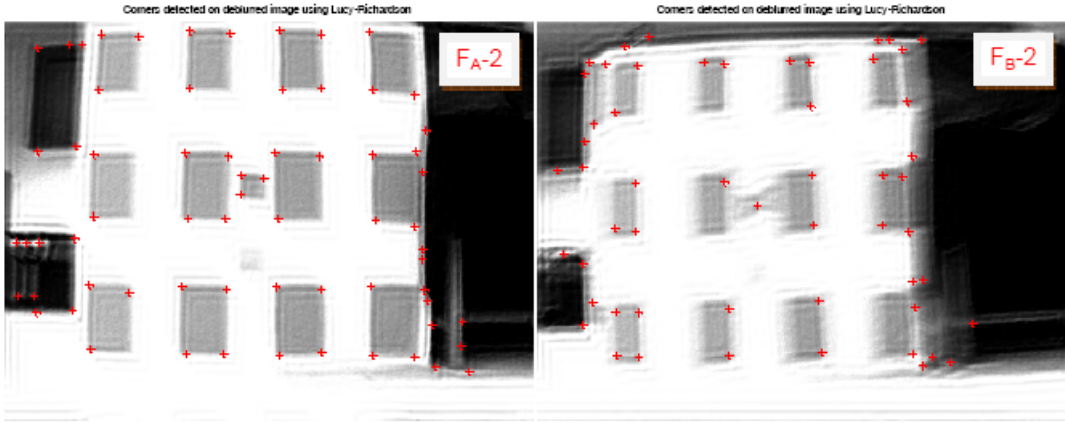 Corners detected on deblurred image using Lucy-Richardson
Corners detected on deblurred image using Lucy-Richardson
FA-2
FB-2